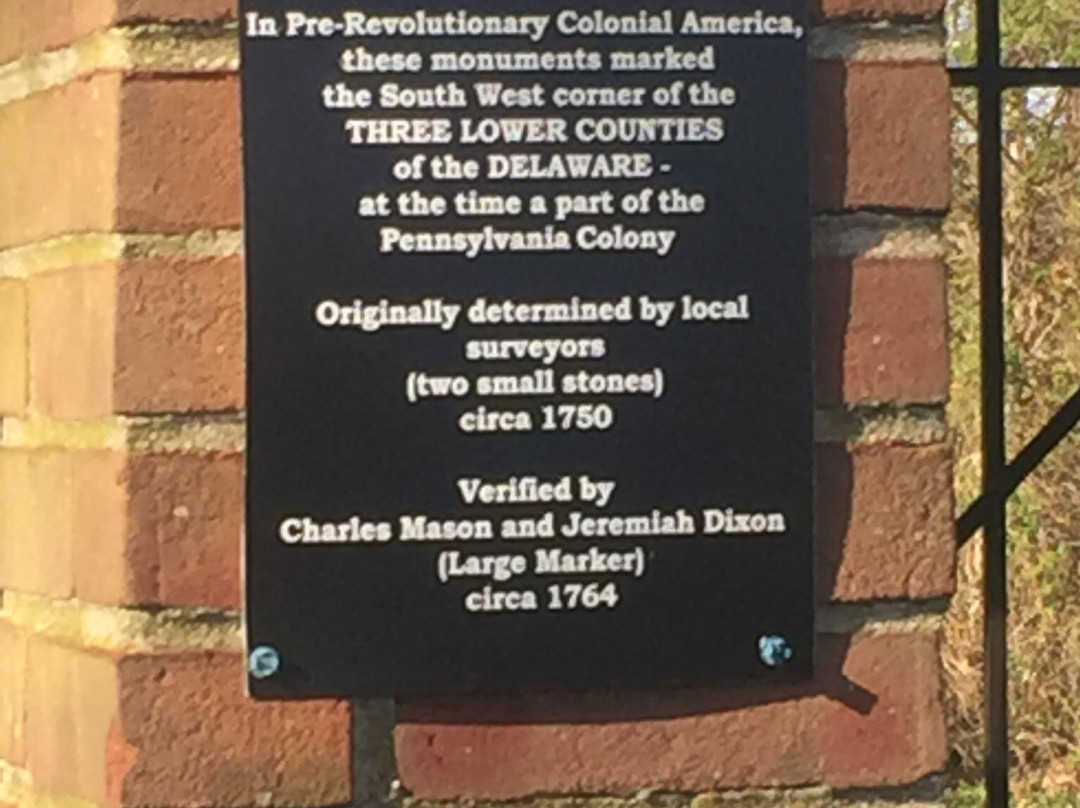 In Pre-Revolutionary Colonial America,
these monuments marked
the South West corner of the
THREE LOWER COUNTIES
of the DELAWARE -
at the time a part of the
Pennsylvania Colony
Originally determined by local
surveyors
(two small stones)
circa 1750
Verified by
Charles Mason and Jeremiah Dixon
(Large Marker)
circa 1764